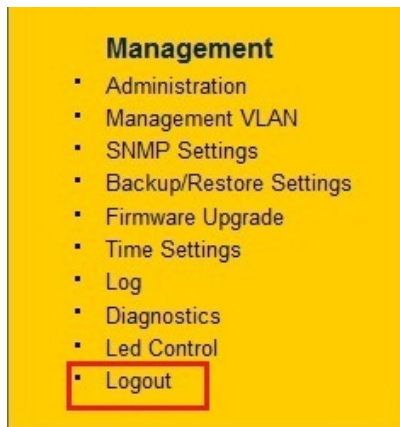 Management
Administration
Management VLAN
SNMP Settings
Backup/Restore Settings
Firmware Upgrade
Time Settings
Log
Diagnostics
Led Control
Logout